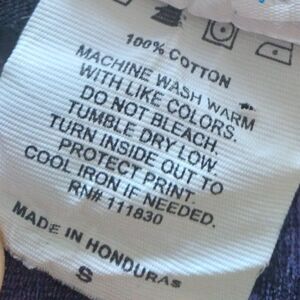 100% COTTON
MACHINE WASH WARM
WITH LIKE COLORS.
DO NOT BLEACH.
TUMBLE DRY LOW.
TURN INSIDE OUT TO
PROTECT PRINT.
COOL IRON IF NEEDED.
RN# 111830
MADE IN HONDURAS
S